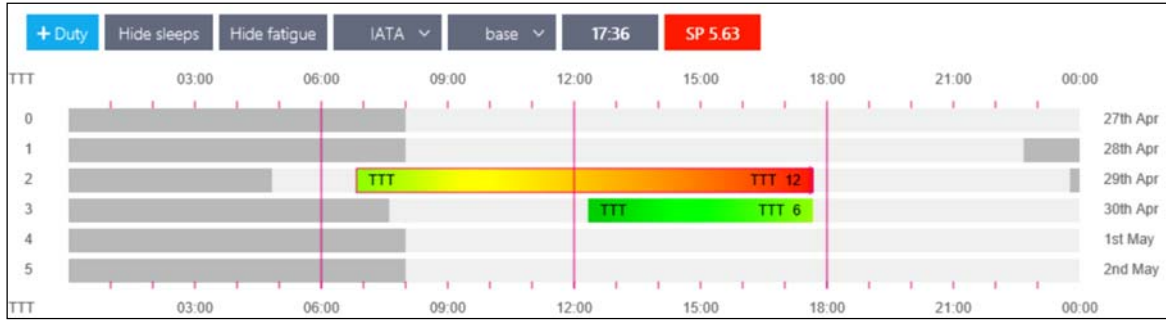 + Duty Hide sleeps Hide fatigue IATA base 17:36 SP 5.63
TTT 03:00 06:00 09:00 12:00 15:00 18:00 21:00 00:00
0 27th Apr
1 28th Apr
2 TTT TTT 12 29th Apr
3 TTT TTT 6 30th Apr
4 1st May
5 2nd May
TTT 03:00 06:00 09:00 12:00 15:00 18:00 21:00 00:00